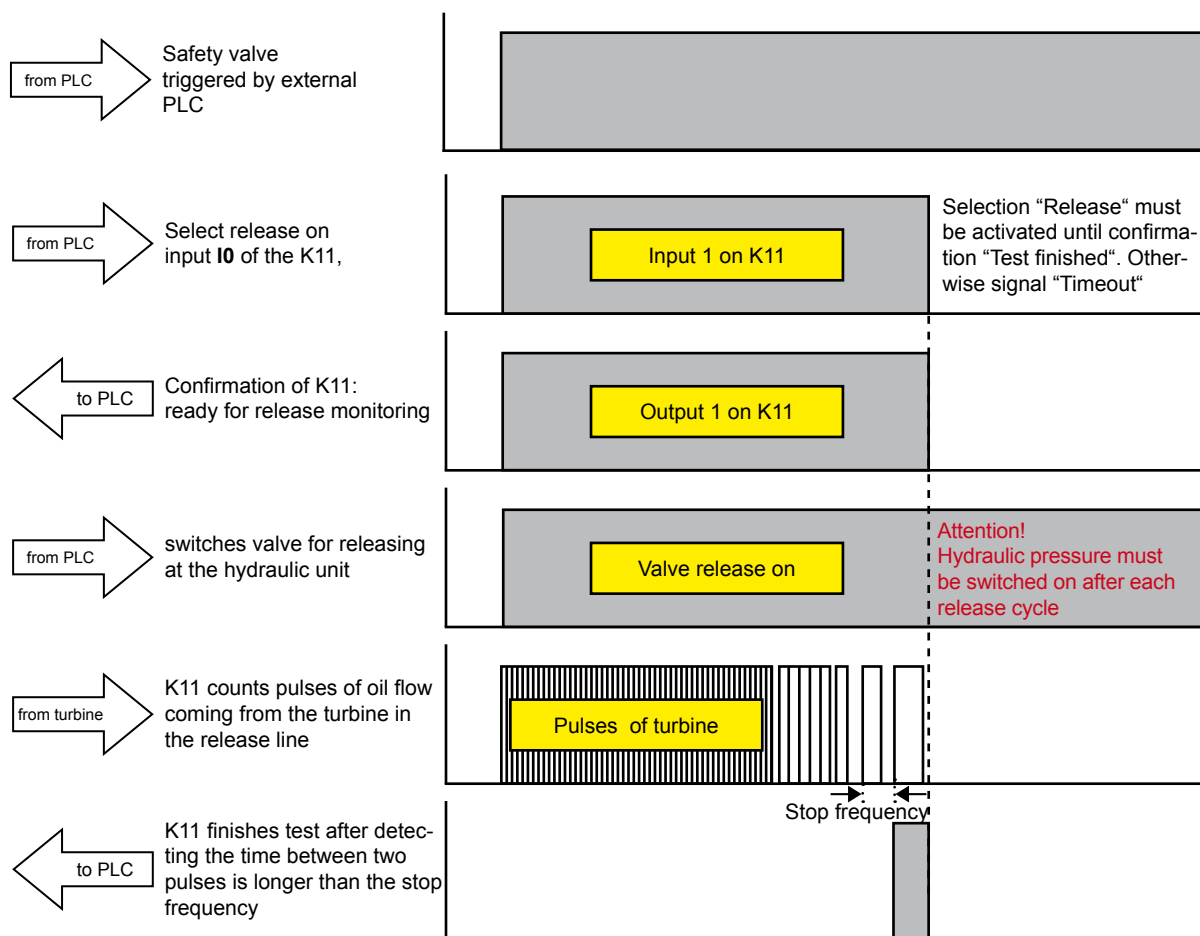 from PLC
Safety valve
triggered by external
PLC
from PLC
Select release on
input I0 of the K11,
Input 1 on K11
Selection “Release“ must
be activated until confirma-
tion “Test finished“. Other-
wise signal “Timeout“
to PLC
Confirmation of K11:
ready for release monitoring
Output 1 on K11
from PLC
switches valve for releasing
at the hydraulic unit
Valve release on
Attention!
Hydraulic pressure must
be switched on after each
release cycle
from turbine
K11 counts pulses of oil flow
coming from the turbine in
the release line
Pulses of turbine
Stop frequency
to PLC
K11 finishes test after detec-
ting the time between two
pulses is longer than the stop
frequency